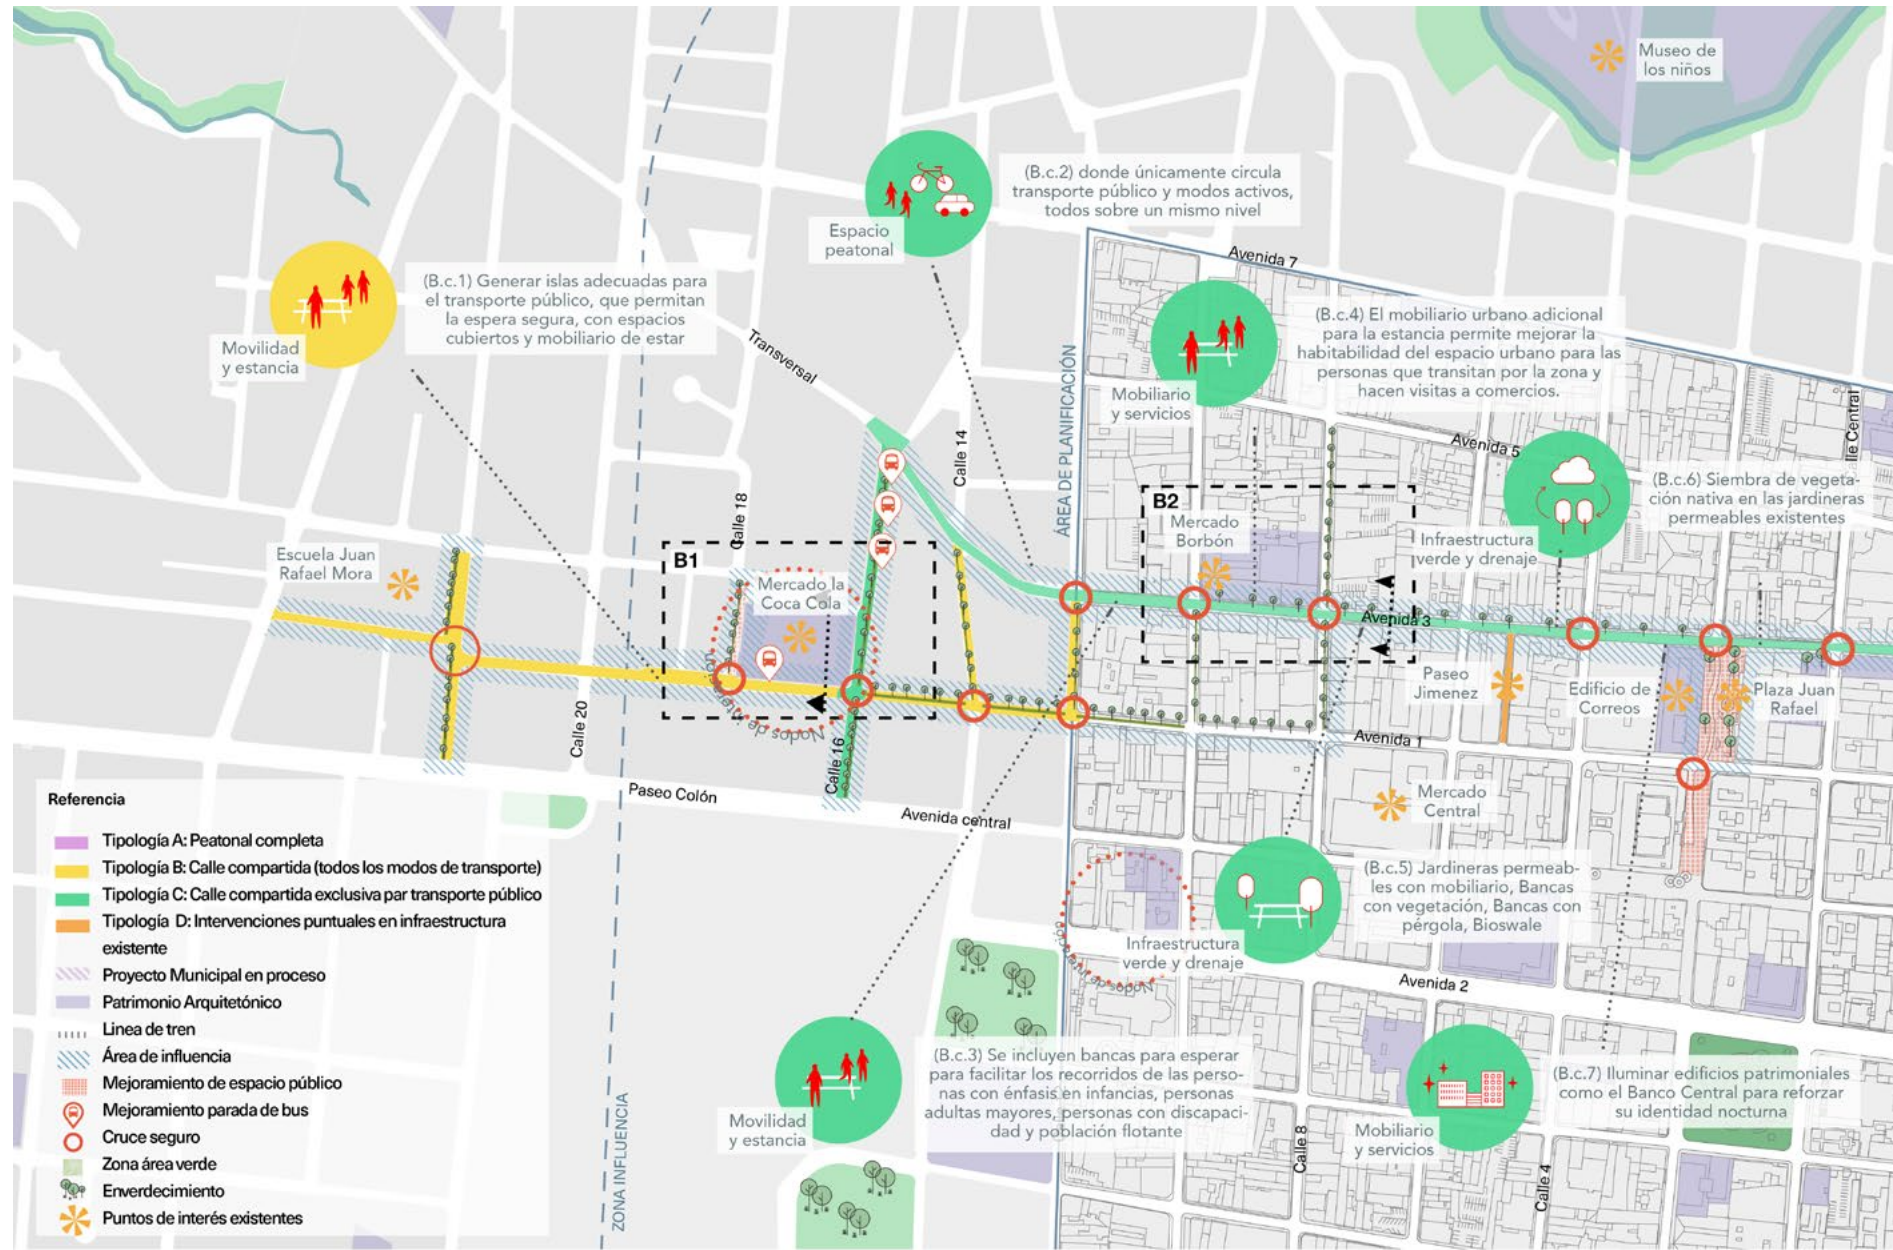 Museo de
los niños
(B.c.2) donde únicamente circula
transporte público y modos activos,
todos sobre un mismo nivel
Espacio
peatonal
(B.c.1) Generar islas adecuadas para
el transporte público, que permitan
la espera segura, con espacios
cubiertos y mobiliario de estar
Movilidad
y estancia
Avenida 7
(B.c.4) El mobiliario urbano adicional
para la estancia permite mejorar la
habitabilidad del espacio urbano para las
personas que transitan por la zona y
hacen visitas a comercios.
Mobiliario
y servicios
Transversal
ÁREA DE PLANIFICACIÓN
Calle Central
Calle 14
Avenida 5
(B.c.6) Siembra de vegeta-
ción nativa en las jardineras
permeables existentes
Infraestructura
verde y drenaje
Calle 18
B2
Mercado
Borbón
B1
Escuela Juan
Rafael Mora
Mercado la
Coca Cola
Avenida 3
Paseo
Jimenez
Edificio de
Correos
Plaza Juan
Rafael
Calle 20
Nodos de inter
Calle 16
Avenida 1
Paseo Colón
Avenida central
Mercado
Central
(B.c.5) Jardineras permeab-
les con mobiliario, Bancas
con vegetación, Bancas con
pérgola, Bioswale
Infraestructura
verde y drenaje
Nodos de
Avenida 2
Referencia
Tipología A: Peatonal completa
Tipología B: Calle compartida (todos los modos de transporte)
Tipología C: Calle compartida exclusiva par transporte público
Tipología D: Intervenciones puntuales en infraestructura
existente
Proyecto Municipal en proceso
Patrimonio Arquitetónico
Linea de tren
Área de influencia
Mejoramiento de espacio público
Mejoramiento parada de bus
Cruce seguro
Zona área verde
Enverdecimiento
Puntos de interés existentes
ZONA INFLUENCIA
(B.c.3) Se incluyen bancas para esperar
para facilitar los recorridos de las perso-
nas con énfasis en infancias, personas
adultas mayores, personas con discapaci-
dad y población flotante
Movilidad
y estancia
(B.c.7) Iluminar edificios patrimoniales
como el Banco Central para reforzar
su identidad nocturna
Mobiliario
y servicios
Calle 8
Calle 4